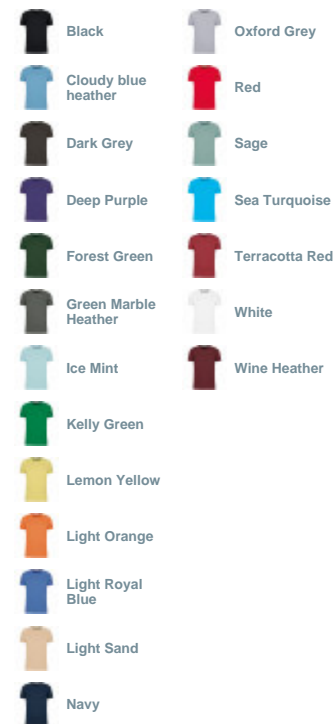 Black
Cloudy blue
heather
Dark Grey
Deep Purple
Forest Green
Green Marble
Heather
Ice Mint
Kelly Green
Lemon Yellow
Light Orange
Light Royal
Blue
Light Sand
Navy
Oxford Grey
Red
Sage
Sea Turquoise
Terracotta Red
White
Wine Heather